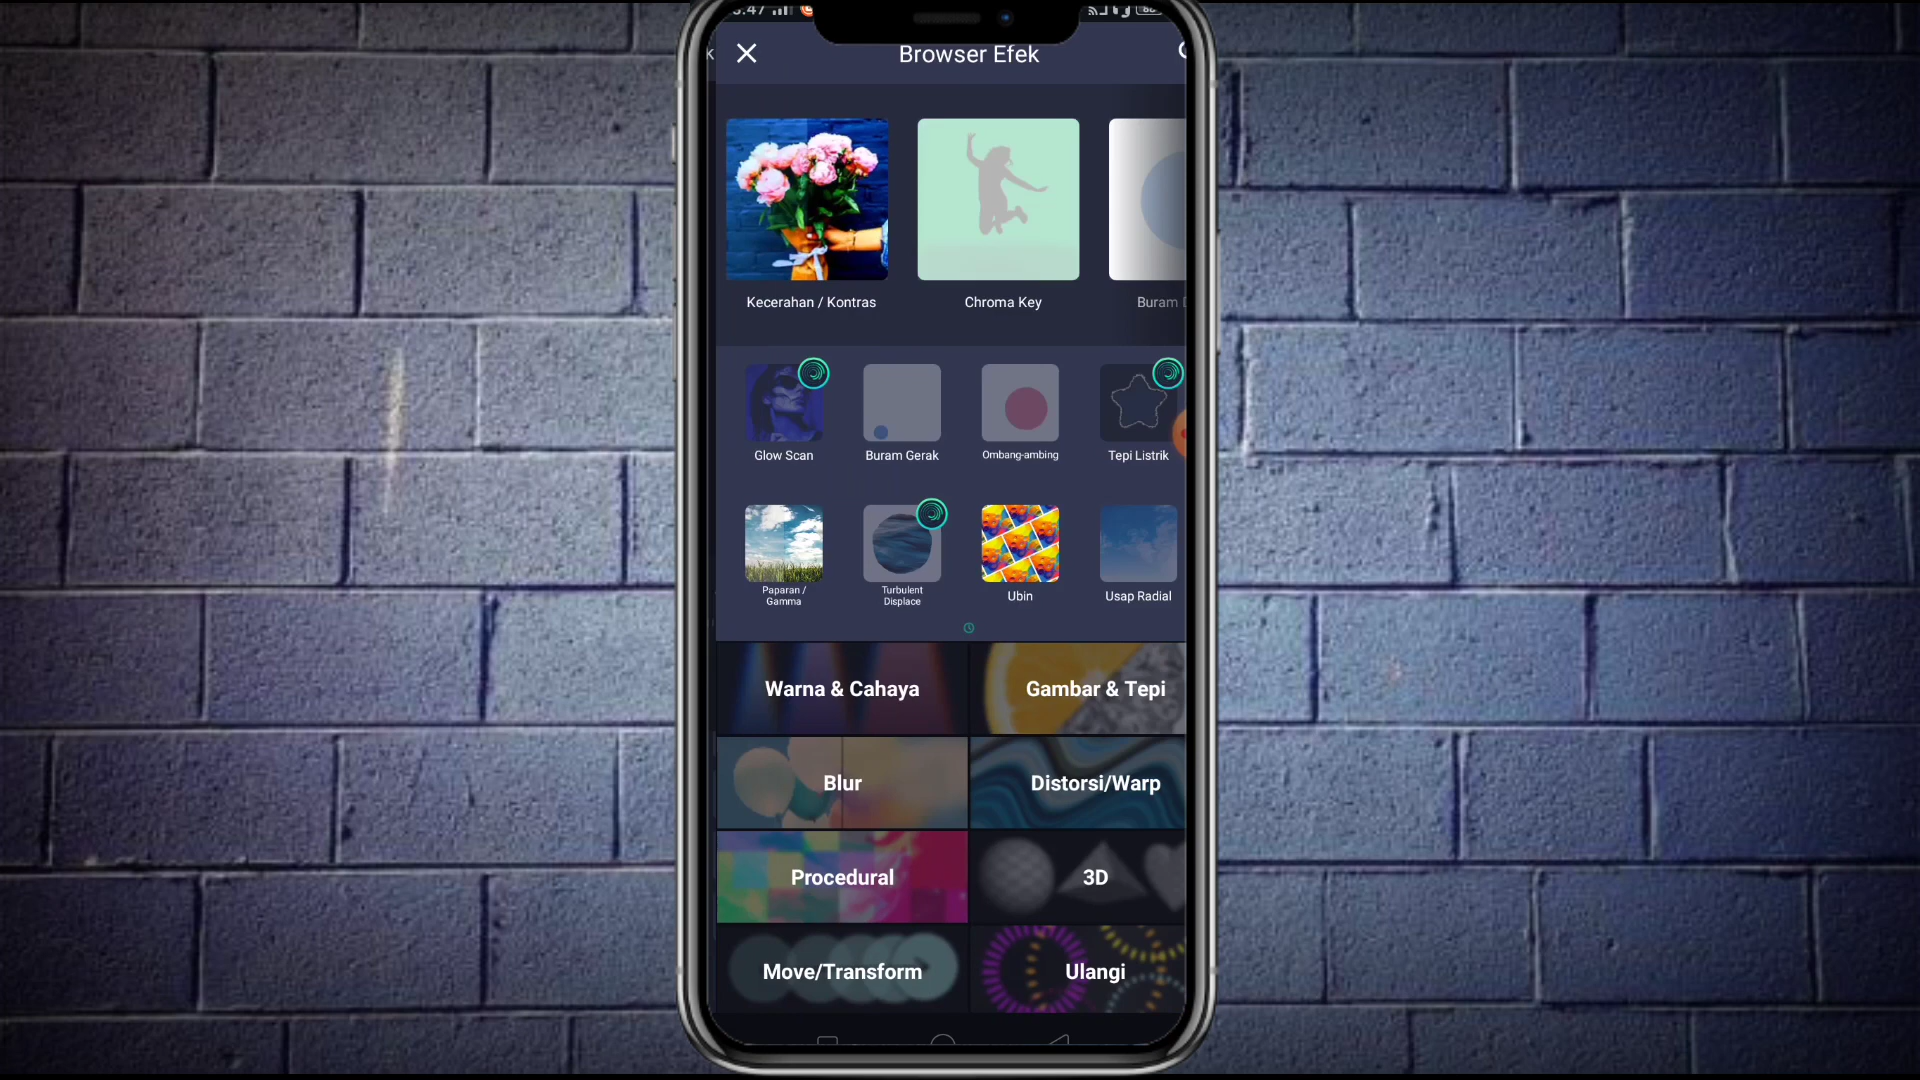 Browser Efek
Kecerahan / Kontras
Chroma Key
Buram
Glow Scan
Buram Gerak
Ombang-ambing
Tepi Listrik
Paparan /
Gamma
Turbulent
Displace
Ubin
Usap Radial
Warna & Cahaya
Gambar & Tepi
Blur
Distorsi/Warp
Procedural
3D
Move/Transform
Ulangi